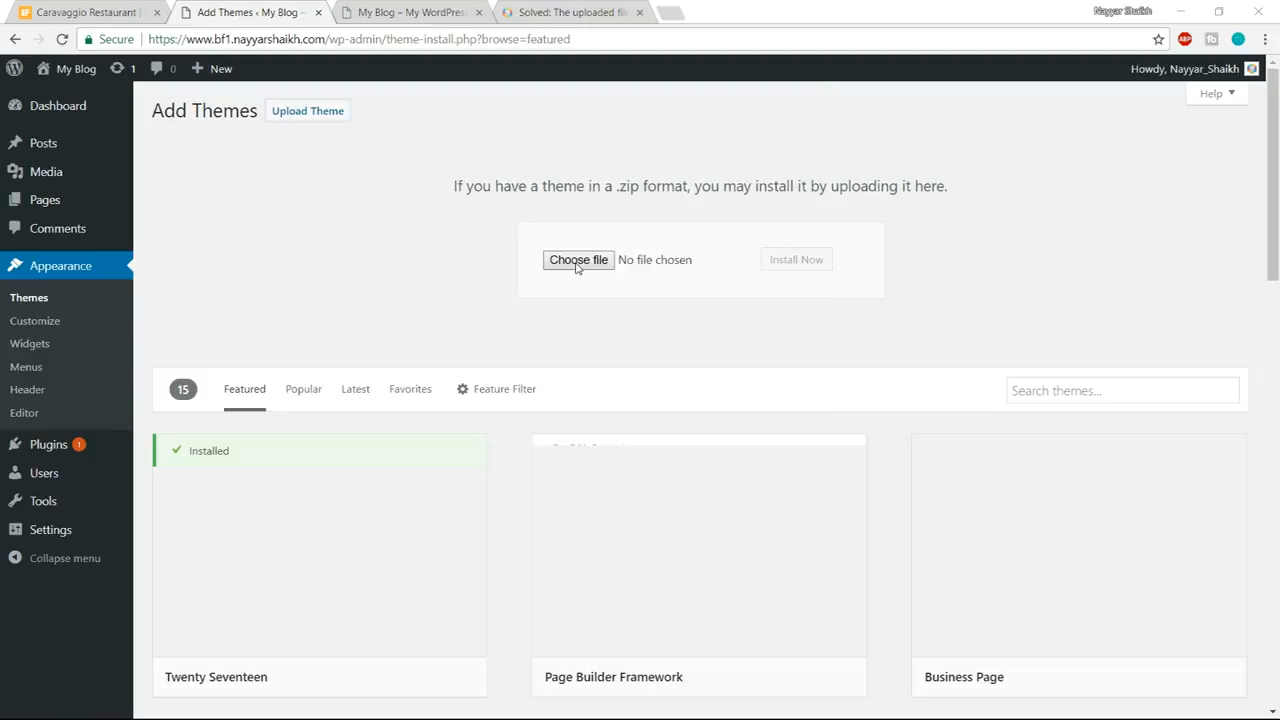 Caravaggio Restaurant |
Add Themes ‹ My Blog —
My Blog – My WordPress
Solved: The uploaded fil
Nayyar Shaikh
Secure
https://www.bf1.nayyarshaikh.com/wp-admin/theme-install.php?browse=featured
ABP
My Blog
1
0
New
Howdy, Nayyar_Shaikh
Dashboard
Posts
Media
Pages
Comments
Appearance
Themes
Customize
Widgets
Menus
Header
Editor
Plugins 1
Users
Tools
Settings
Collapse menu
Add Themes
Upload Theme
Help
If you have a theme in a .zip format, you may install it by uploading it here.
Choose file No file chosen
Install Now
15
Featured
Popular
Latest
Favorites
Feature Filter
Search themes...
Installed
Twenty Seventeen
Page Builder Framework
Business Page